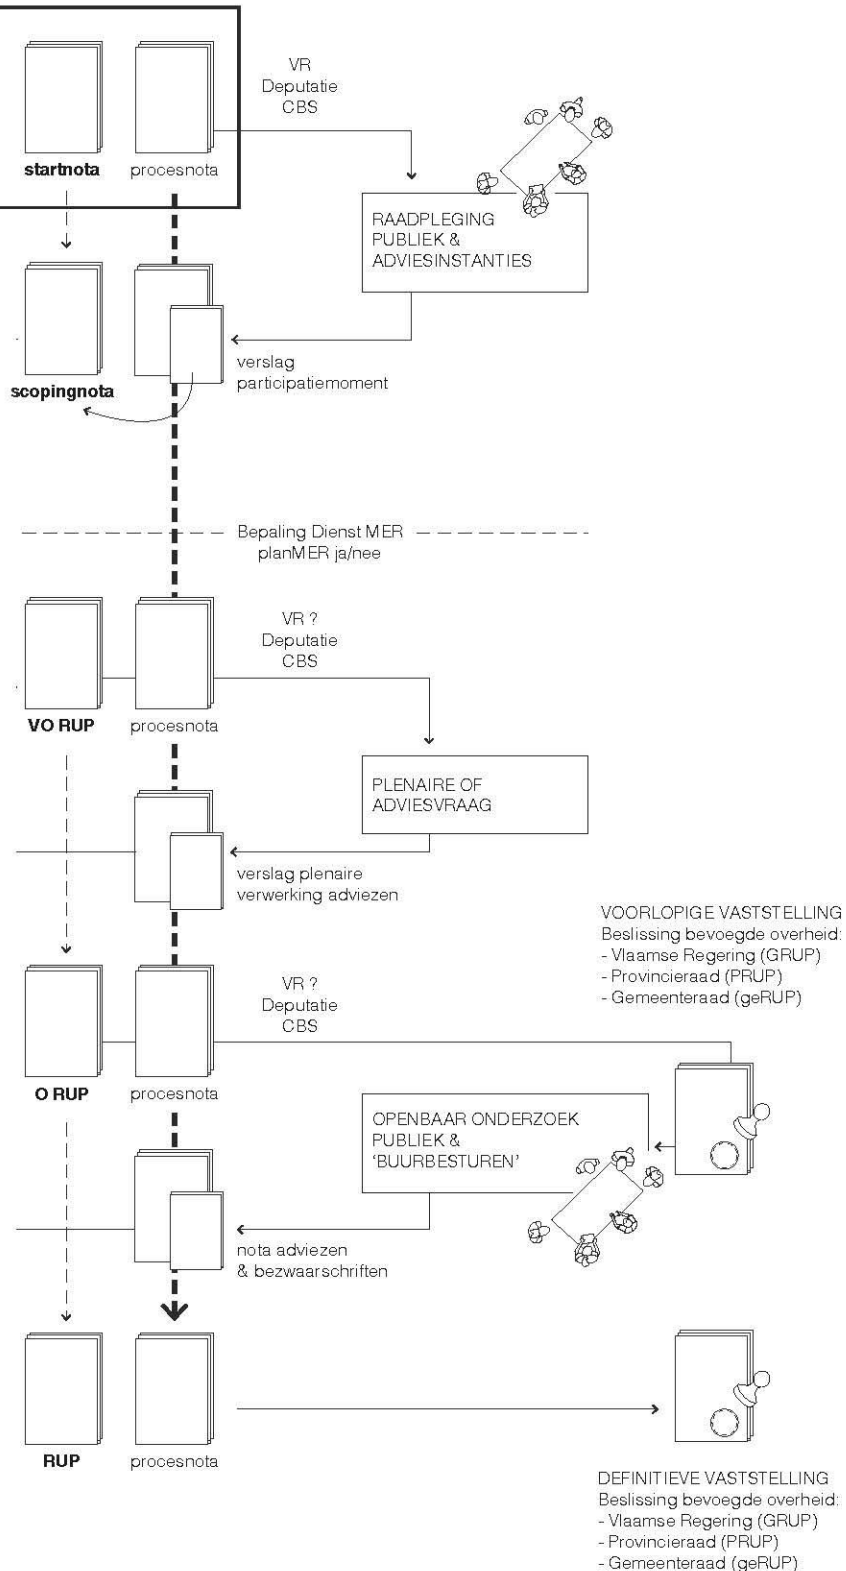 VR
Deputatie
CBS
startnota
procesnota
RAADPLEGING
PUBLIEK &
ADVIESINSTANTIES
verslag
participatiemoment
scopingnota
Bepaling Dienst MER
planMER ja/nee
VR ?
Deputatie
CBS
VO RUP
procesnota
PLENAIRE OF
ADVIESVRAAG
verslag plenaire
verwerking adviezen
VOORLOPIGE VASTSTELLING
Beslissing bevoegde overheid:
- Vlaamse Regering (GRUP)
- Provincieraad (PRUP)
- Gemeenteraad (geRUP)
VR ?
Deputatie
CBS
O RUP
procesnota
OPENBAAR ONDERZOEK
PUBLIEK &
'BUURBESTUREN'
nota adviezen
& bezwaarschriften
RUP
procesnota
DEFINITIEVE VASTSTELLING
Beslissing bevoegde overheid:
- Vlaamse Regering (GRUP)
- Provincieraad (PRUP)
- Gemeenteraad (geRUP)